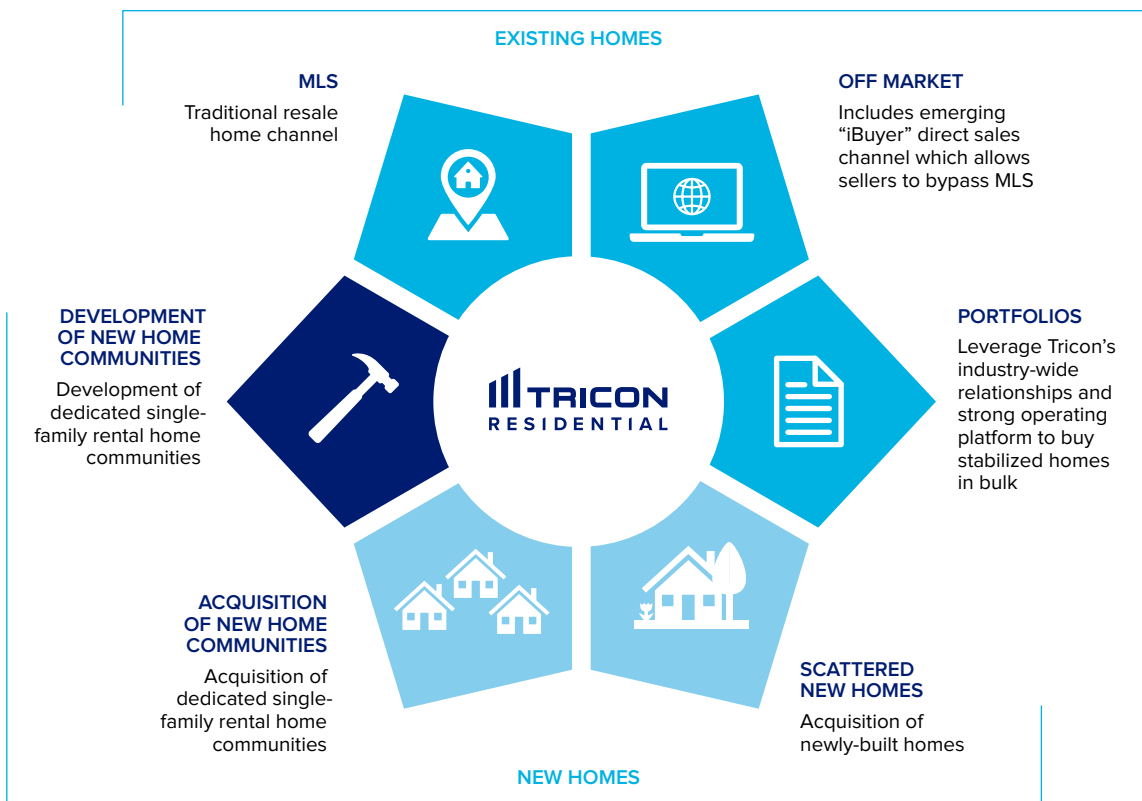 EXISTING HOMES
MLS
Traditional resale
home channel
OFF MARKET
Includes emerging
“iBuyer” direct sales
channel which allows
sellers to bypass MLS
DEVELOPMENT
OF NEW HOME
COMMUNITIES
Development of
dedicated single-
family rental home
communities
TRICON
RESIDENTIAL
PORTFOLIOS
Leverage Tricon’s
industry-wide
relationships and
strong operating
platform to buy
stabilized homes
in bulk
ACQUISITION
OF NEW HOME
COMMUNITIES
Acquisition of
dedicated single-
family rental home
communities
SCATTERED
NEW HOMES
Acquisition of
newly-built homes
NEW HOMES